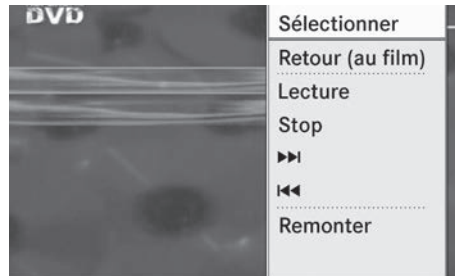 DVD
Sélectionner
Retour (au film)
Lecture
Stop
⏭
⏮
Remonter